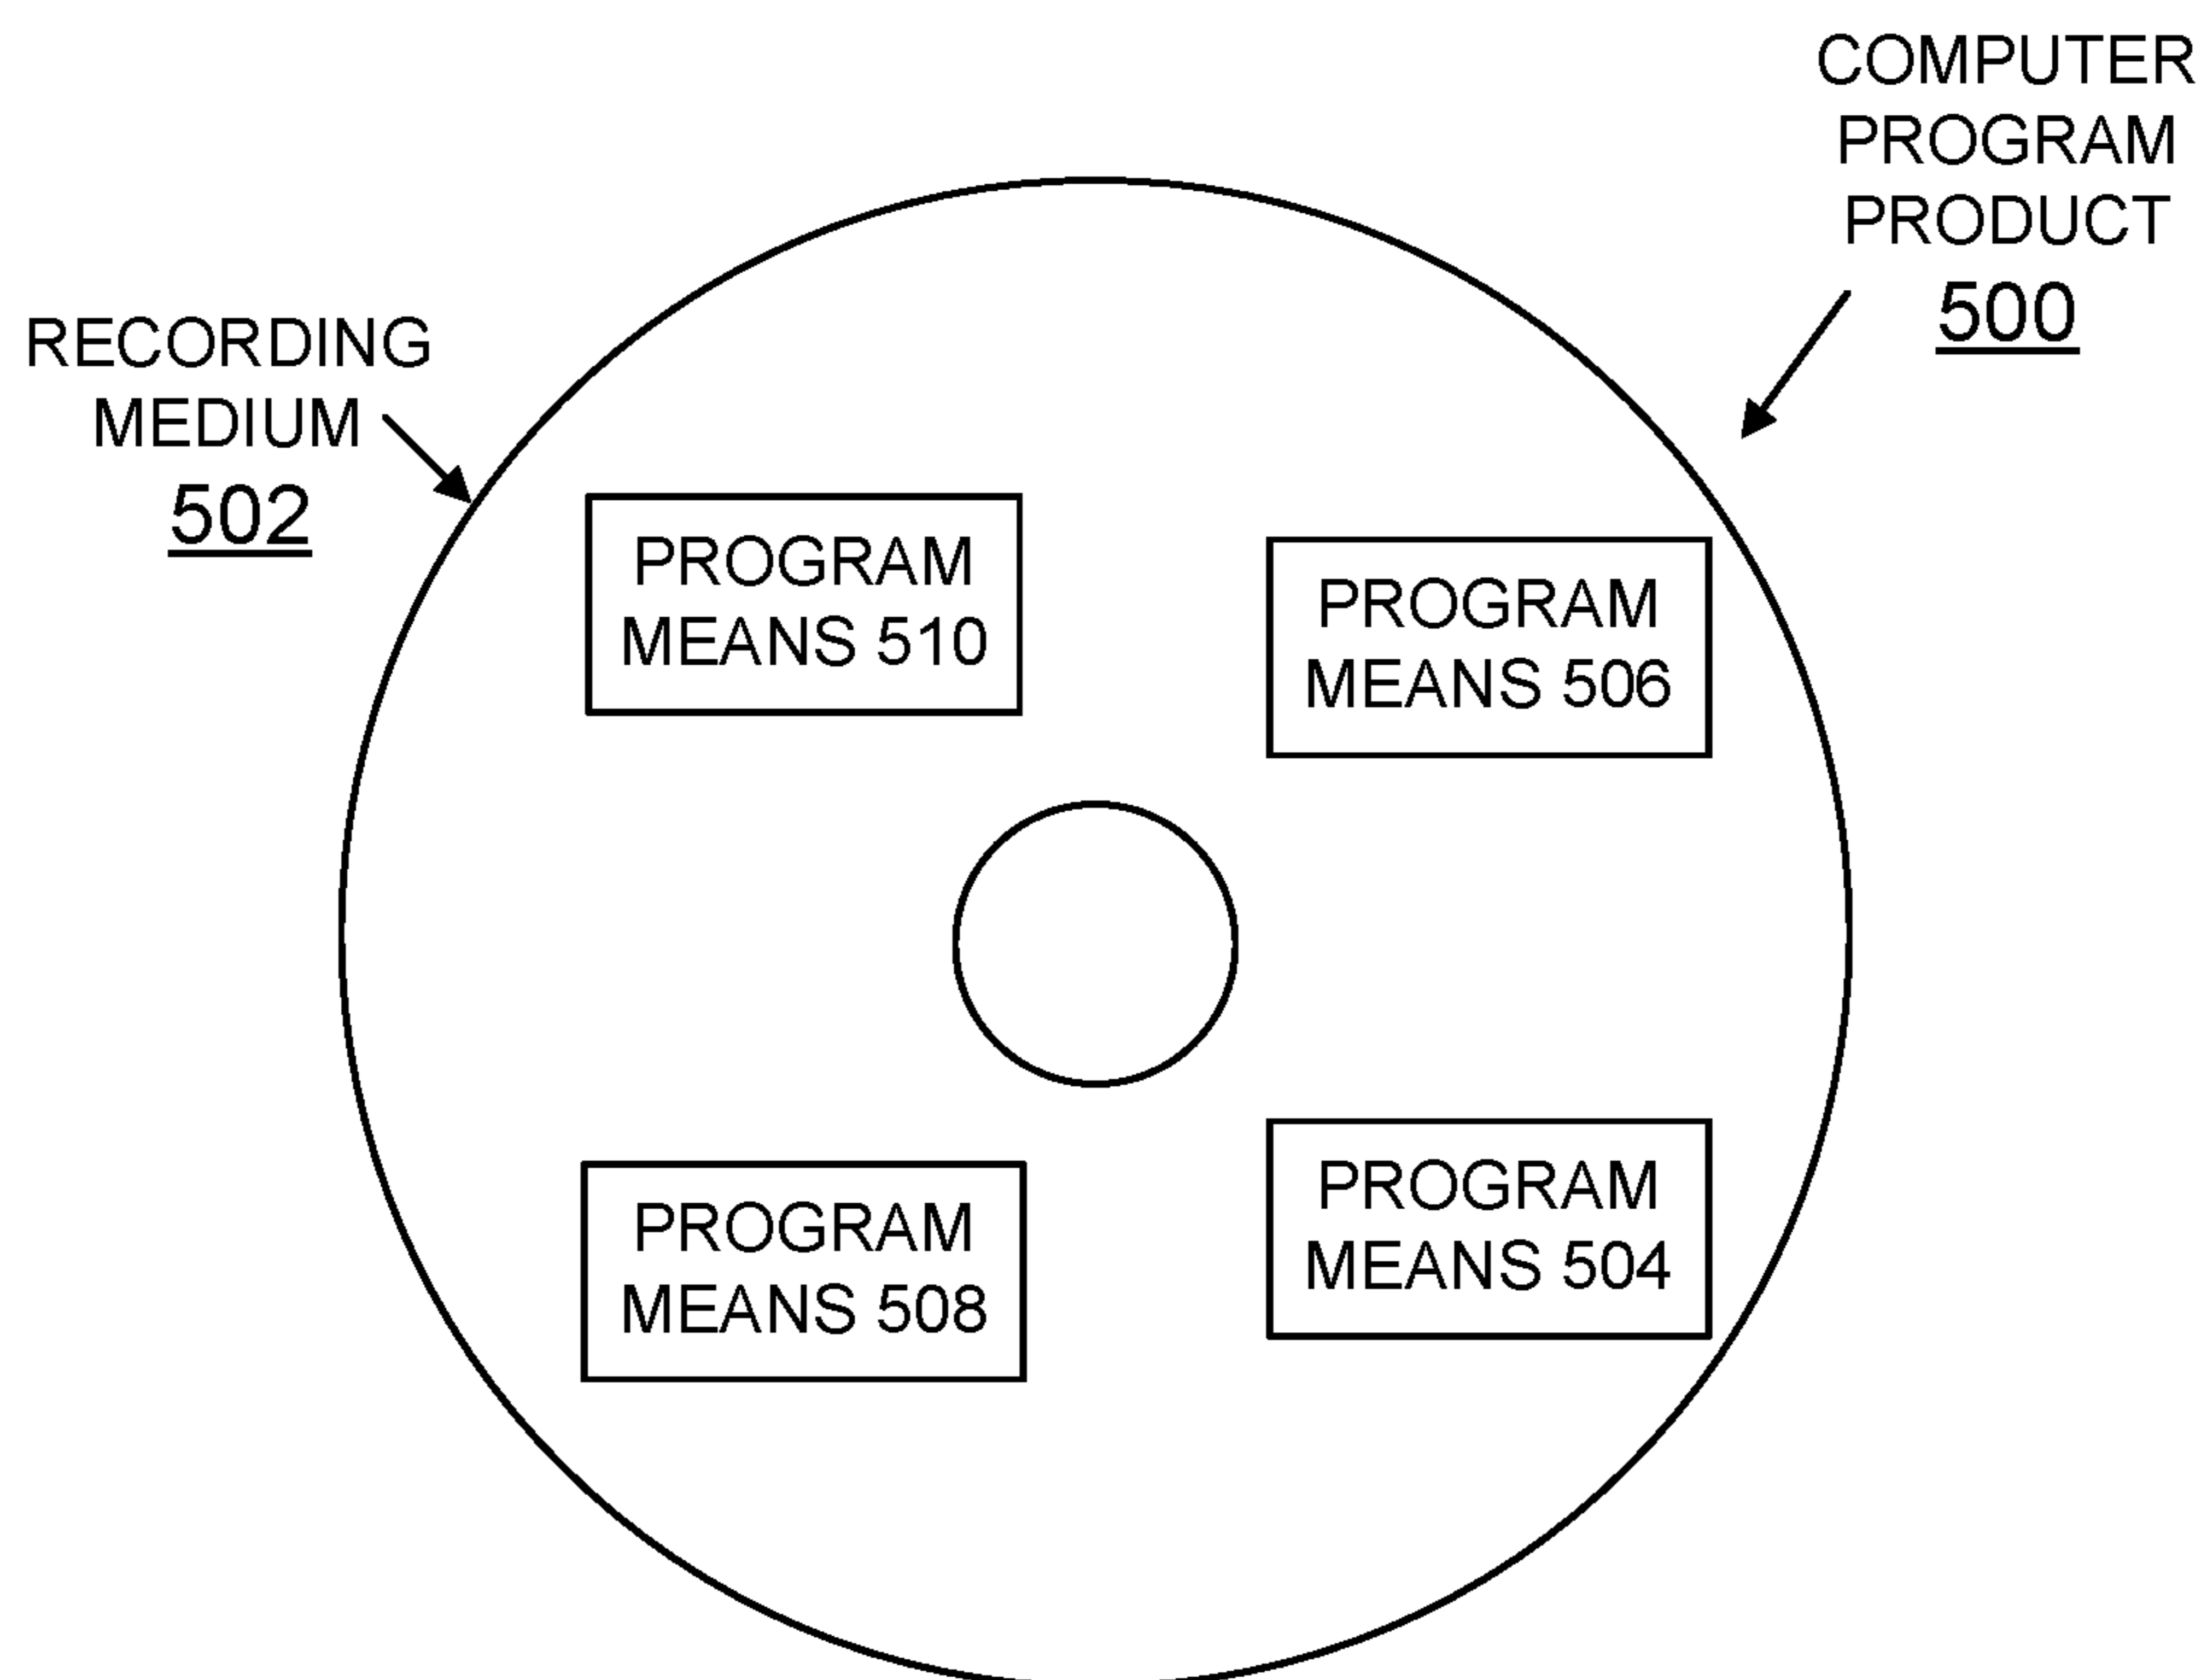 COMPUTER
PROGRAM
PRODUCT
500
RECORDING
MEDIUM
502
PROGRAM
MEANS 510
PROGRAM
MEANS 506
PROGRAM
MEANS 508
PROGRAM
MEANS 504